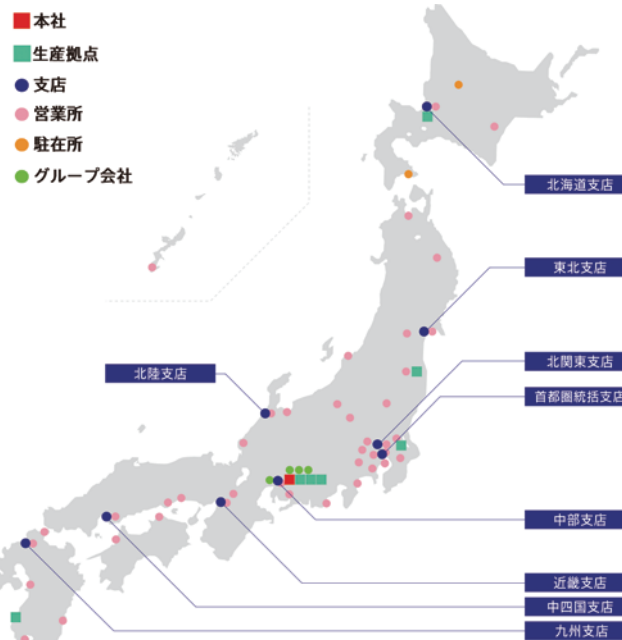 本社
生産拠点
支店
営業所
駐在所
グループ会社
北海道支店
東北支店
北関東支店
北陸支店
首都圏統括支店
中部支店
近畿支店
中四国支店
九州支店